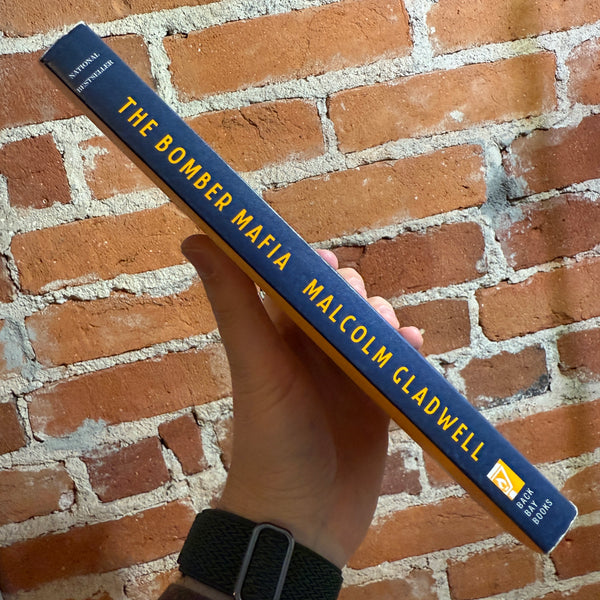 NATIONAL
BESTSELLER
THE BOMBER MAFIA MALCOLM GLADWELL
BACK
BAY
BOOKS